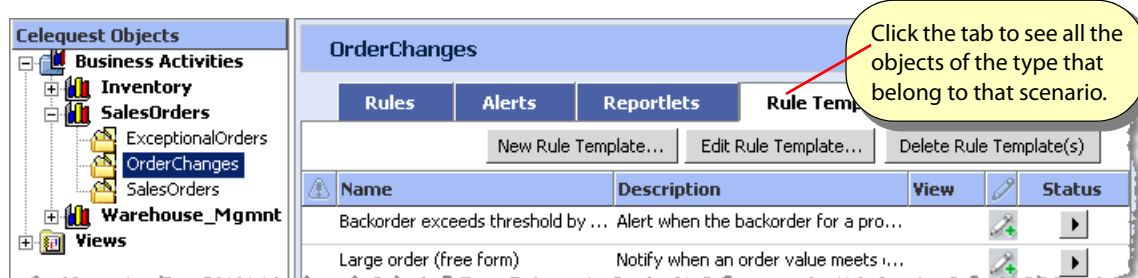 Celequest Objects
Business Activities
Inventory
SalesOrders
ExceptionalOrders
OrderChanges
SalesOrders
Warehouse_Mgmnt
Views
OrderChanges
Click the tab to see all the
objects of the type that
belong to that scenario.
Rules Alerts Reportlets Rule Temp
New Rule Template... Edit Rule Template... Delete Rule Template(s)
Name Description View Status
Backorder exceeds threshold by ... Alert when the backorder for a pro...
Large order (free form) Notify when an order value meets ...